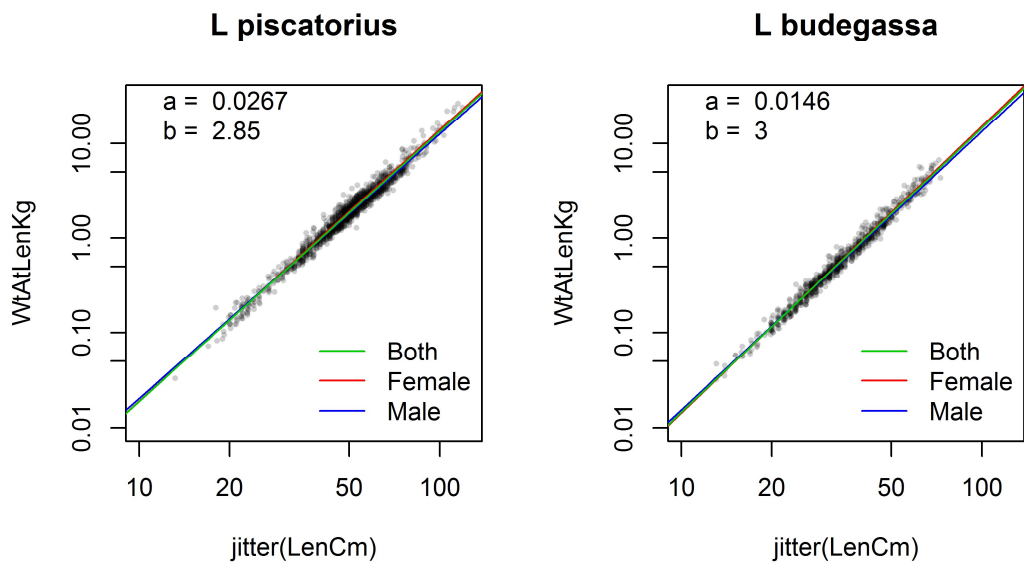 L piscatorius
a = 0.0267
b = 2.85
WtAtLenKg
10.00
1.00
0.10
0.01
Both
Female
Male
10 20 50 100
jitter(LenCm)
L budegassa
a = 0.0146
b = 3
WtAtLenKg
10.00
1.00
0.10
0.01
Both
Female
Male
10 20 50 100
jitter(LenCm)